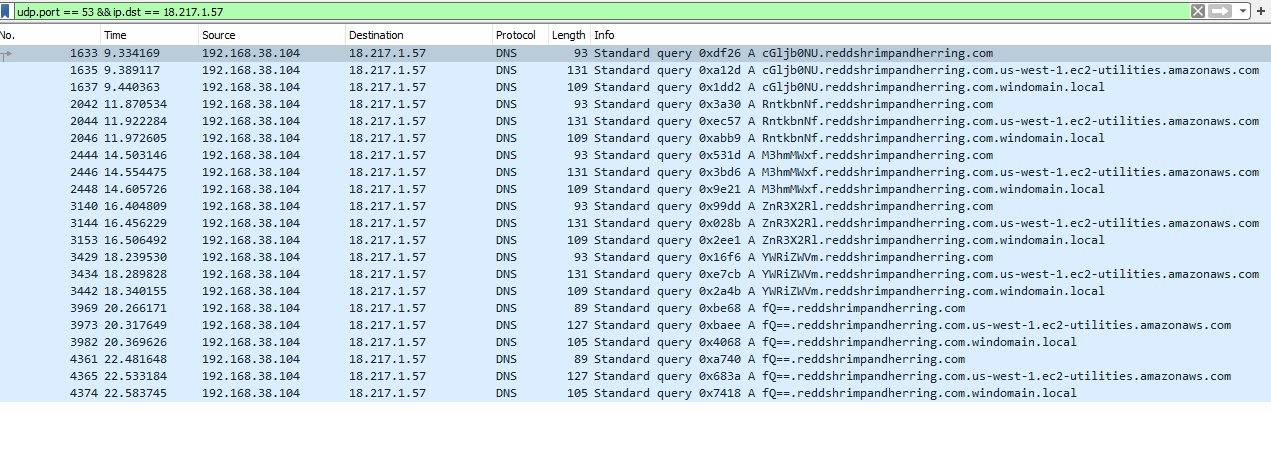 udp.port == 53 && ip.dst == 18.217.1.57
No. Time Source Destination Protocol Length Info
1633 9.334169 192.168.38.104 18.217.1.57 DNS 93 Standard query 0xdf26 A cGljb0NU.reddshrimpandherring.com
1635 9.389117 192.168.38.104 18.217.1.57 DNS 131 Standard query 0xa12d A cGljb0NU.reddshrimpandherring.com.us-west-1.ec2-utilities.amazonaws.com
1637 9.440363 192.168.38.104 18.217.1.57 DNS 109 Standard query 0x1dd2 A cGljb0NU.reddshrimpandherring.com.windomain.local
2042 11.870534 192.168.38.104 18.217.1.57 DNS 93 Standard query 0x3a30 A RntkbnNf.reddshrimpandherring.com
2044 11.922284 192.168.38.104 18.217.1.57 DNS 131 Standard query 0xec57 A RntkbnNf.reddshrimpandherring.com.us-west-1.ec2-utilities.amazonaws.com
2046 11.972605 192.168.38.104 18.217.1.57 DNS 109 Standard query 0xabb9 A RntkbnNf.reddshrimpandherring.com.windomain.local
2444 14.503146 192.168.38.104 18.217.1.57 DNS 93 Standard query 0x531d A M3hmMWxf.reddshrimpandherring.com
2446 14.554475 192.168.38.104 18.217.1.57 DNS 131 Standard query 0x3bd6 A M3hmMWxf.reddshrimpandherring.com.us-west-1.ec2-utilities.amazonaws.com
2448 14.605726 192.168.38.104 18.217.1.57 DNS 109 Standard query 0x9e21 A M3hmMWxf.reddshrimpandherring.com.windomain.local
3140 16.404809 192.168.38.104 18.217.1.57 DNS 93 Standard query 0x99dd A ZnR3X2Rl.reddshrimpandherring.com
3144 16.456229 192.168.38.104 18.217.1.57 DNS 131 Standard query 0x028b A ZnR3X2Rl.reddshrimpandherring.com.us-west-1.ec2-utilities.amazonaws.com
3153 16.506492 192.168.38.104 18.217.1.57 DNS 109 Standard query 0x2ee1 A ZnR3X2Rl.reddshrimpandherring.com.windomain.local
3429 18.239530 192.168.38.104 18.217.1.57 DNS 93 Standard query 0x16f6 A YWRiZWVm.reddshrimpandherring.com
3434 18.289828 192.168.38.104 18.217.1.57 DNS 131 Standard query 0xe7cb A YWRiZWVm.reddshrimpandherring.com.us-west-1.ec2-utilities.amazonaws.com
3442 18.340155 192.168.38.104 18.217.1.57 DNS 109 Standard query 0x2a4b A YWRiZWVm.reddshrimpandherring.com.windomain.local
3969 20.266171 192.168.38.104 18.217.1.57 DNS 89 Standard query 0xbe68 A fQ==.reddshrimpandherring.com
3973 20.317649 192.168.38.104 18.217.1.57 DNS 127 Standard query 0xbaee A fQ==.reddshrimpandherring.com.us-west-1.ec2-utilities.amazonaws.com
3982 20.369626 192.168.38.104 18.217.1.57 DNS 105 Standard query 0x4068 A fQ==.reddshrimpandherring.com.windomain.local
4361 22.481648 192.168.38.104 18.217.1.57 DNS 89 Standard query 0xa740 A fQ==.reddshrimpandherring.com
4365 22.533184 192.168.38.104 18.217.1.57 DNS 127 Standard query 0x683a A fQ==.reddshrimpandherring.com.us-west-1.ec2-utilities.amazonaws.com
4374 22.583745 192.168.38.104 18.217.1.57 DNS 105 Standard query 0x7418 A fQ==.reddshrimpandherring.com.windomain.local